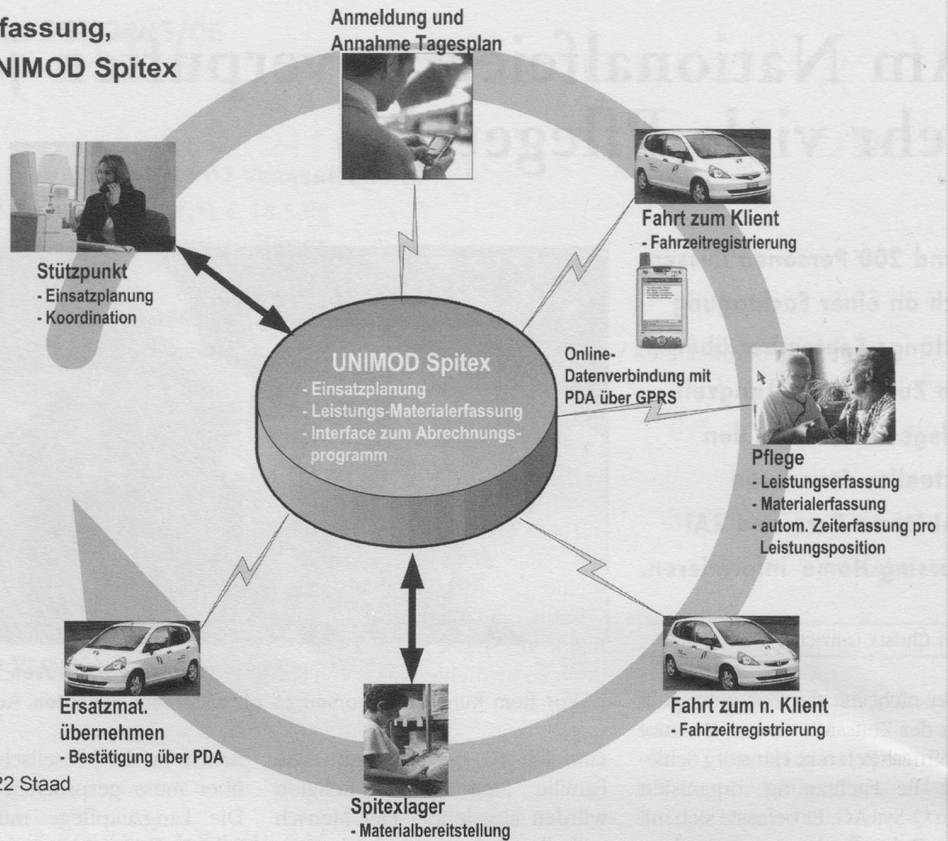 fassung,
NIMOD Spitex
Anmeldung und
Annahme Tagesplan
Fahrt zum Klient
- Fahrzeitregistrierung
Stützpunkt
- Einsatzplanung
- Koordination
UNIMOD Spitex
- Einsatzplanung
- Leistungs-Materialerfassung
- Interface zum Abrechnungs-
programm
Online-
Datenverbindung mit
PDA über GPRS
Pflege
- Leistungserfassung
- Materialerfassung
- autom. Zeiterfassung pro
Leistungsposition
Ersatzmat.
übernehmen
- Bestätigung über PDA
Fahrt zum n. Klient
- Fahrzeitregistrierung
22 Staad
Spitexlager
- Materialbereitstellung